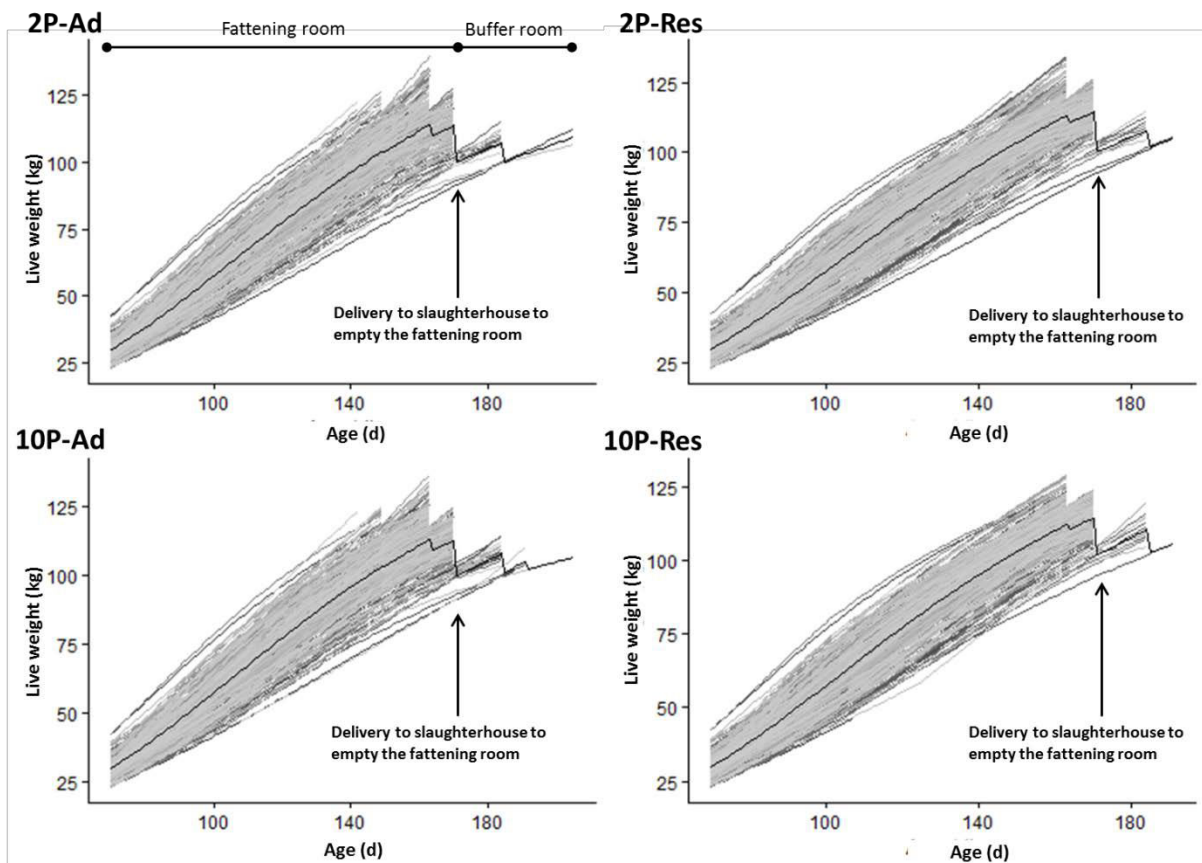 2P-Ad
Fattening room
Buffer room
2P-Res
Live weight (kg)
125
100
75
50
25
100
140
180
Age (d)
Delivery to slaughterhouse to
empty the fattening room
Live weight (kg)
125
100
75
50
25
100
140
180
Age (d)
Delivery to slaughterhouse to
empty the fattening room
10P-Ad
10P-Res
Live weight (kg)
125
100
75
50
25
100
140
180
Age (d)
Delivery to slaughterhouse to
empty the fattening room
Live weight (kg)
125
100
75
50
25
100
140
180
Age (d)
Delivery to slaughterhouse to
empty the fattening room